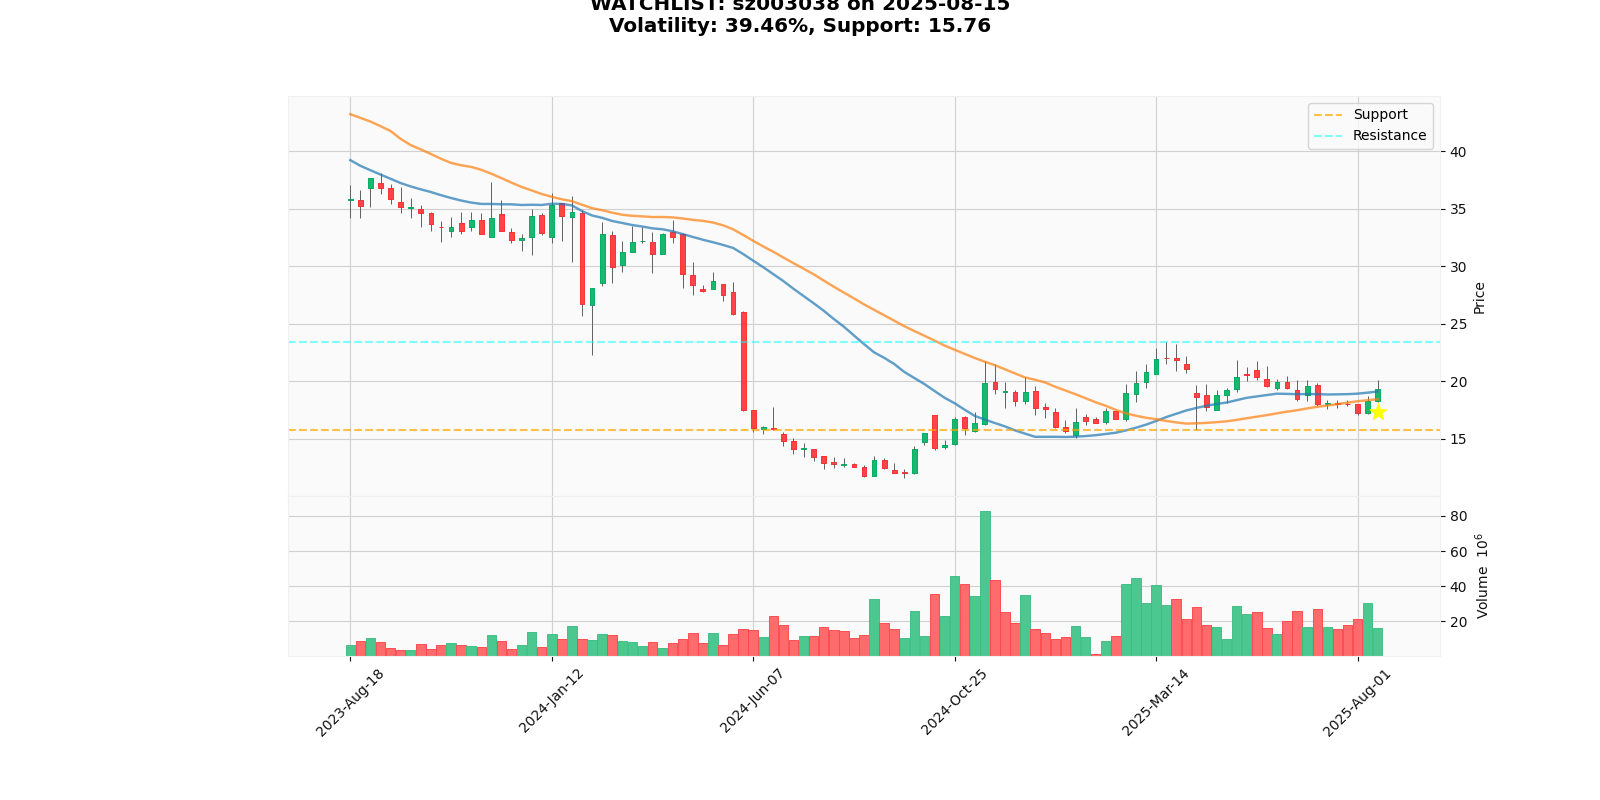 WATCHLIST: sz003038 on 2025-08-15
Volatility: 39.46%, Support: 15.76
Support
Resistance
40
35
30
25
20
15
Price
80
60
40
20
Volume 10^6
2023-Aug-18
2024-Jan-12
2024-Jun-07
2024-Oct-25
2025-Mar-14
2025-Aug-01